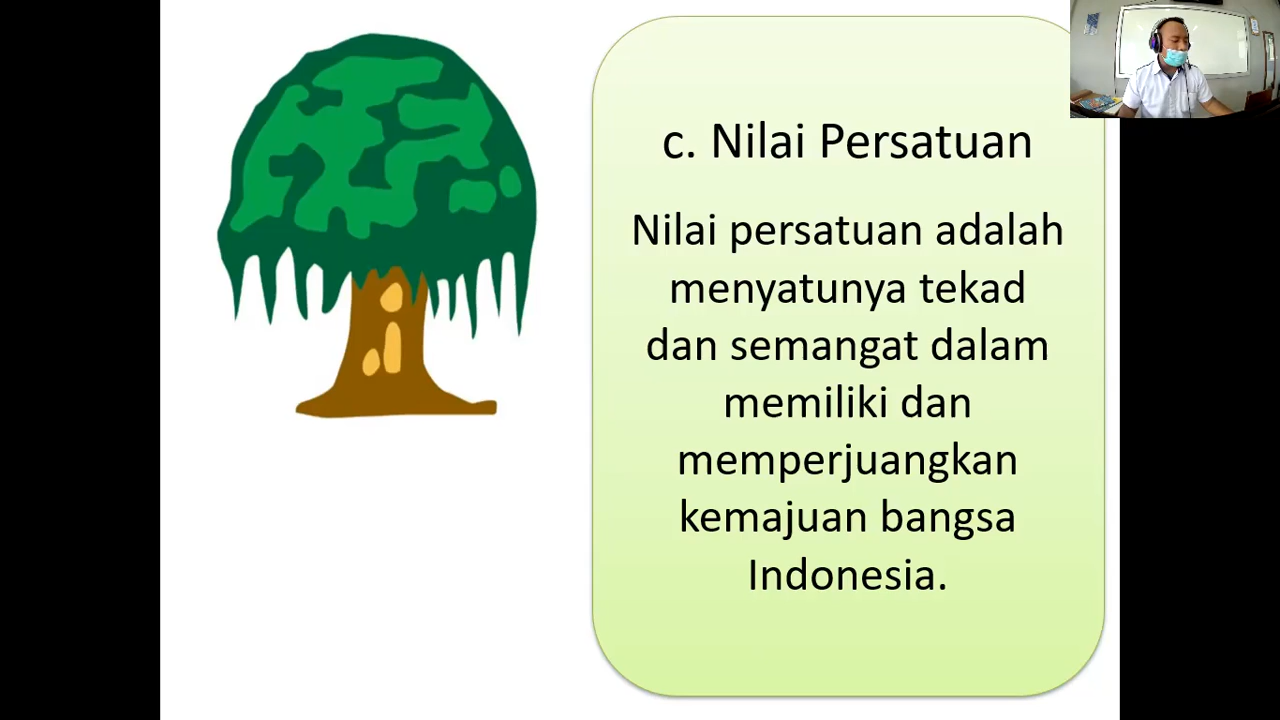 c. Nilai Persatuan
Nilai persatuan adalah
menyatunya tekad
dan semangat dalam
memiliki dan
memperjuangkan
kemajuan bangsa
Indonesia.